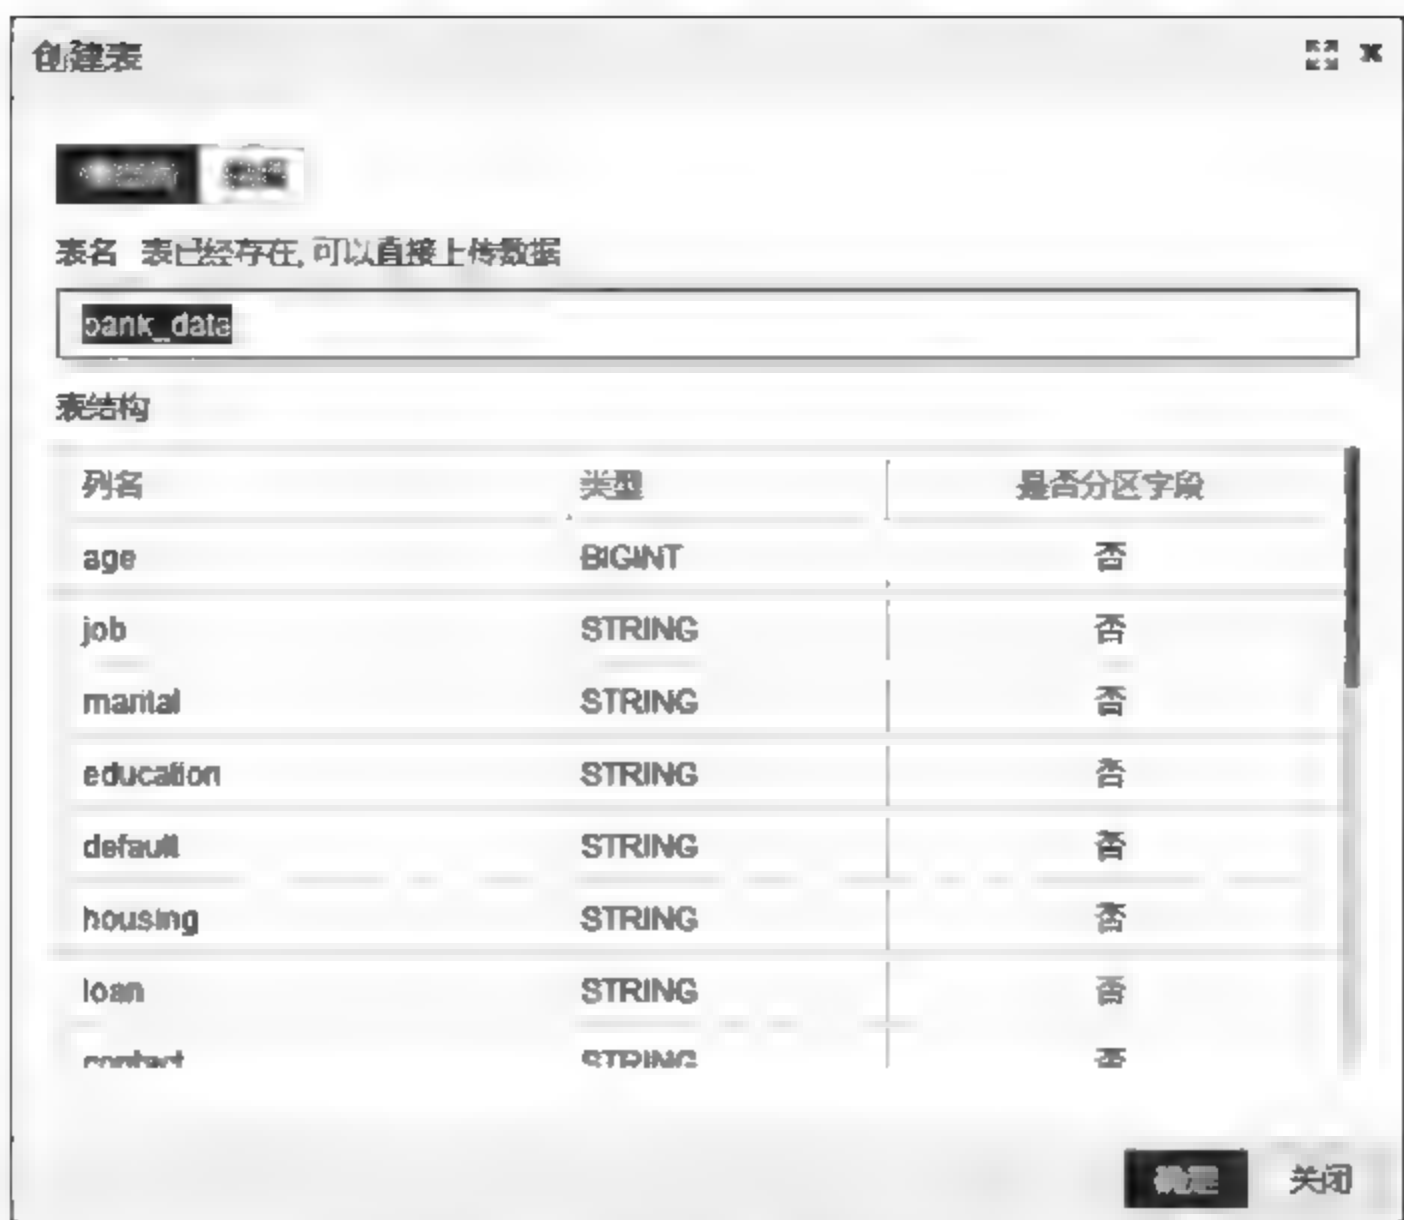 创建表
表名 表已经存在,可以直接上传数据
bank_data
表结构
列名 类型 是否分区字段
age BIGINT 否
job STRING 否
marital STRING 否
education STRING 否
default STRING 否
housing STRING 否
loan STRING 否
contact STRING 否
确定 关闭